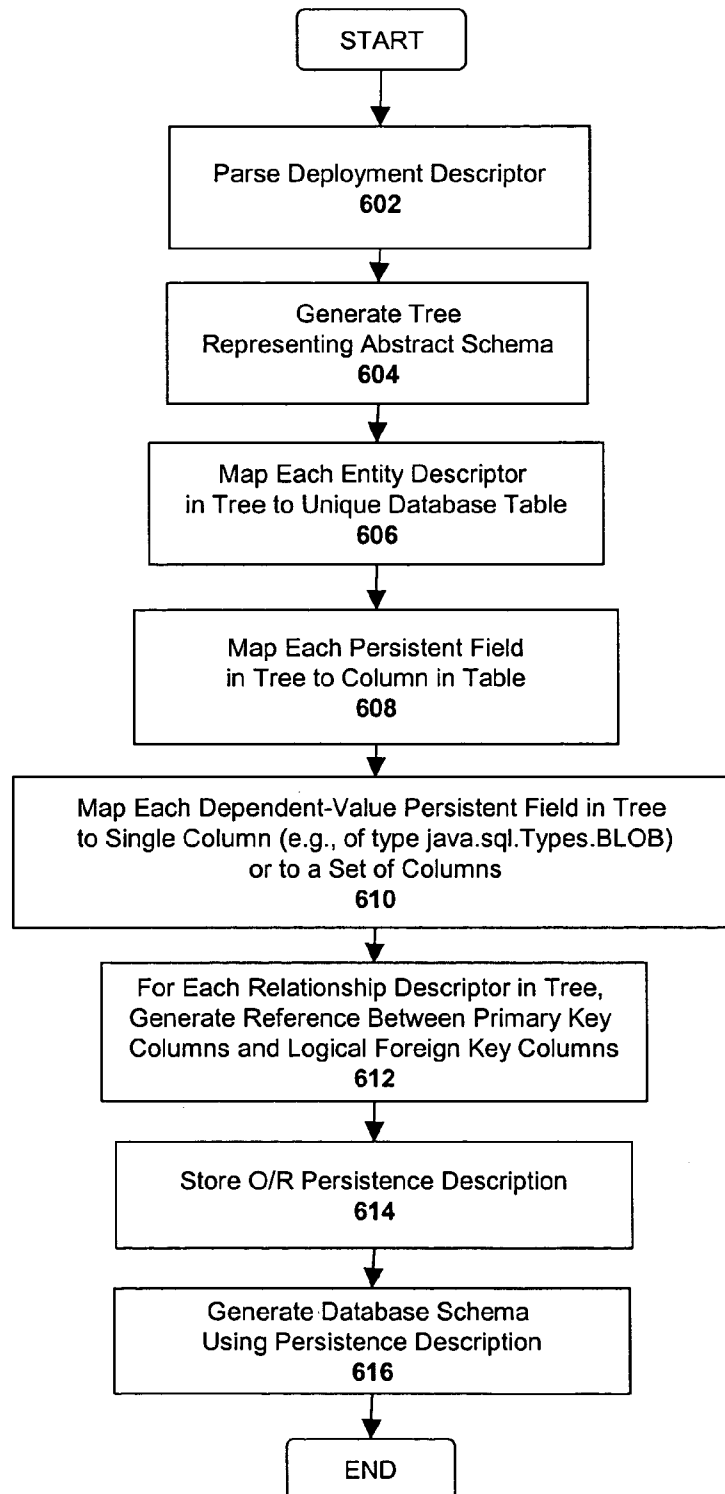 START
Parse Deployment Descriptor
602
Generate Tree
Representing Abstract Schema
604
Map Each Entity Descriptor
in Tree to Unique Database Table
606
Map Each Persistent Field
in Tree to Column in Table
608
Map Each Dependent-Value Persistent Field in Tree
to Single Column (e.g., of type java.sql.Types.BLOB)
or to a Set of Columns
610
For Each Relationship Descriptor in Tree,
Generate Reference Between Primary Key
Columns and Logical Foreign Key Columns
612
Store O/R Persistence Description
614
Generate Database Schema
Using Persistence Description
616
END